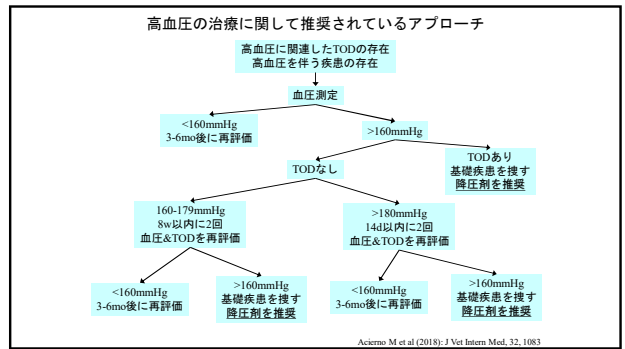 高血圧の治療に関して推奨されているアプローチ
高血圧に関連したTODの存在
高血圧を伴う疾患の存在
血圧測定
<160mmHg
3-6mo後に再評価
>160mmHg
TODなし
TODあり
基礎疾患を捜す
降圧剤を推奨
160-179mmHg
8w以内に2回
血圧&TODを再評価
>180mmHg
14d以内に2回
血圧&TODを再評価
<160mmHg
3-6mo後に再評価
>160mmHg
基礎疾患を捜す
降圧剤を推奨
<160mmHg
3-6mo後に再評価
>160mmHg
基礎疾患を捜す
降圧剤を推奨
Acierno M et al (2018): J Vet Intern Med, 32, 1083